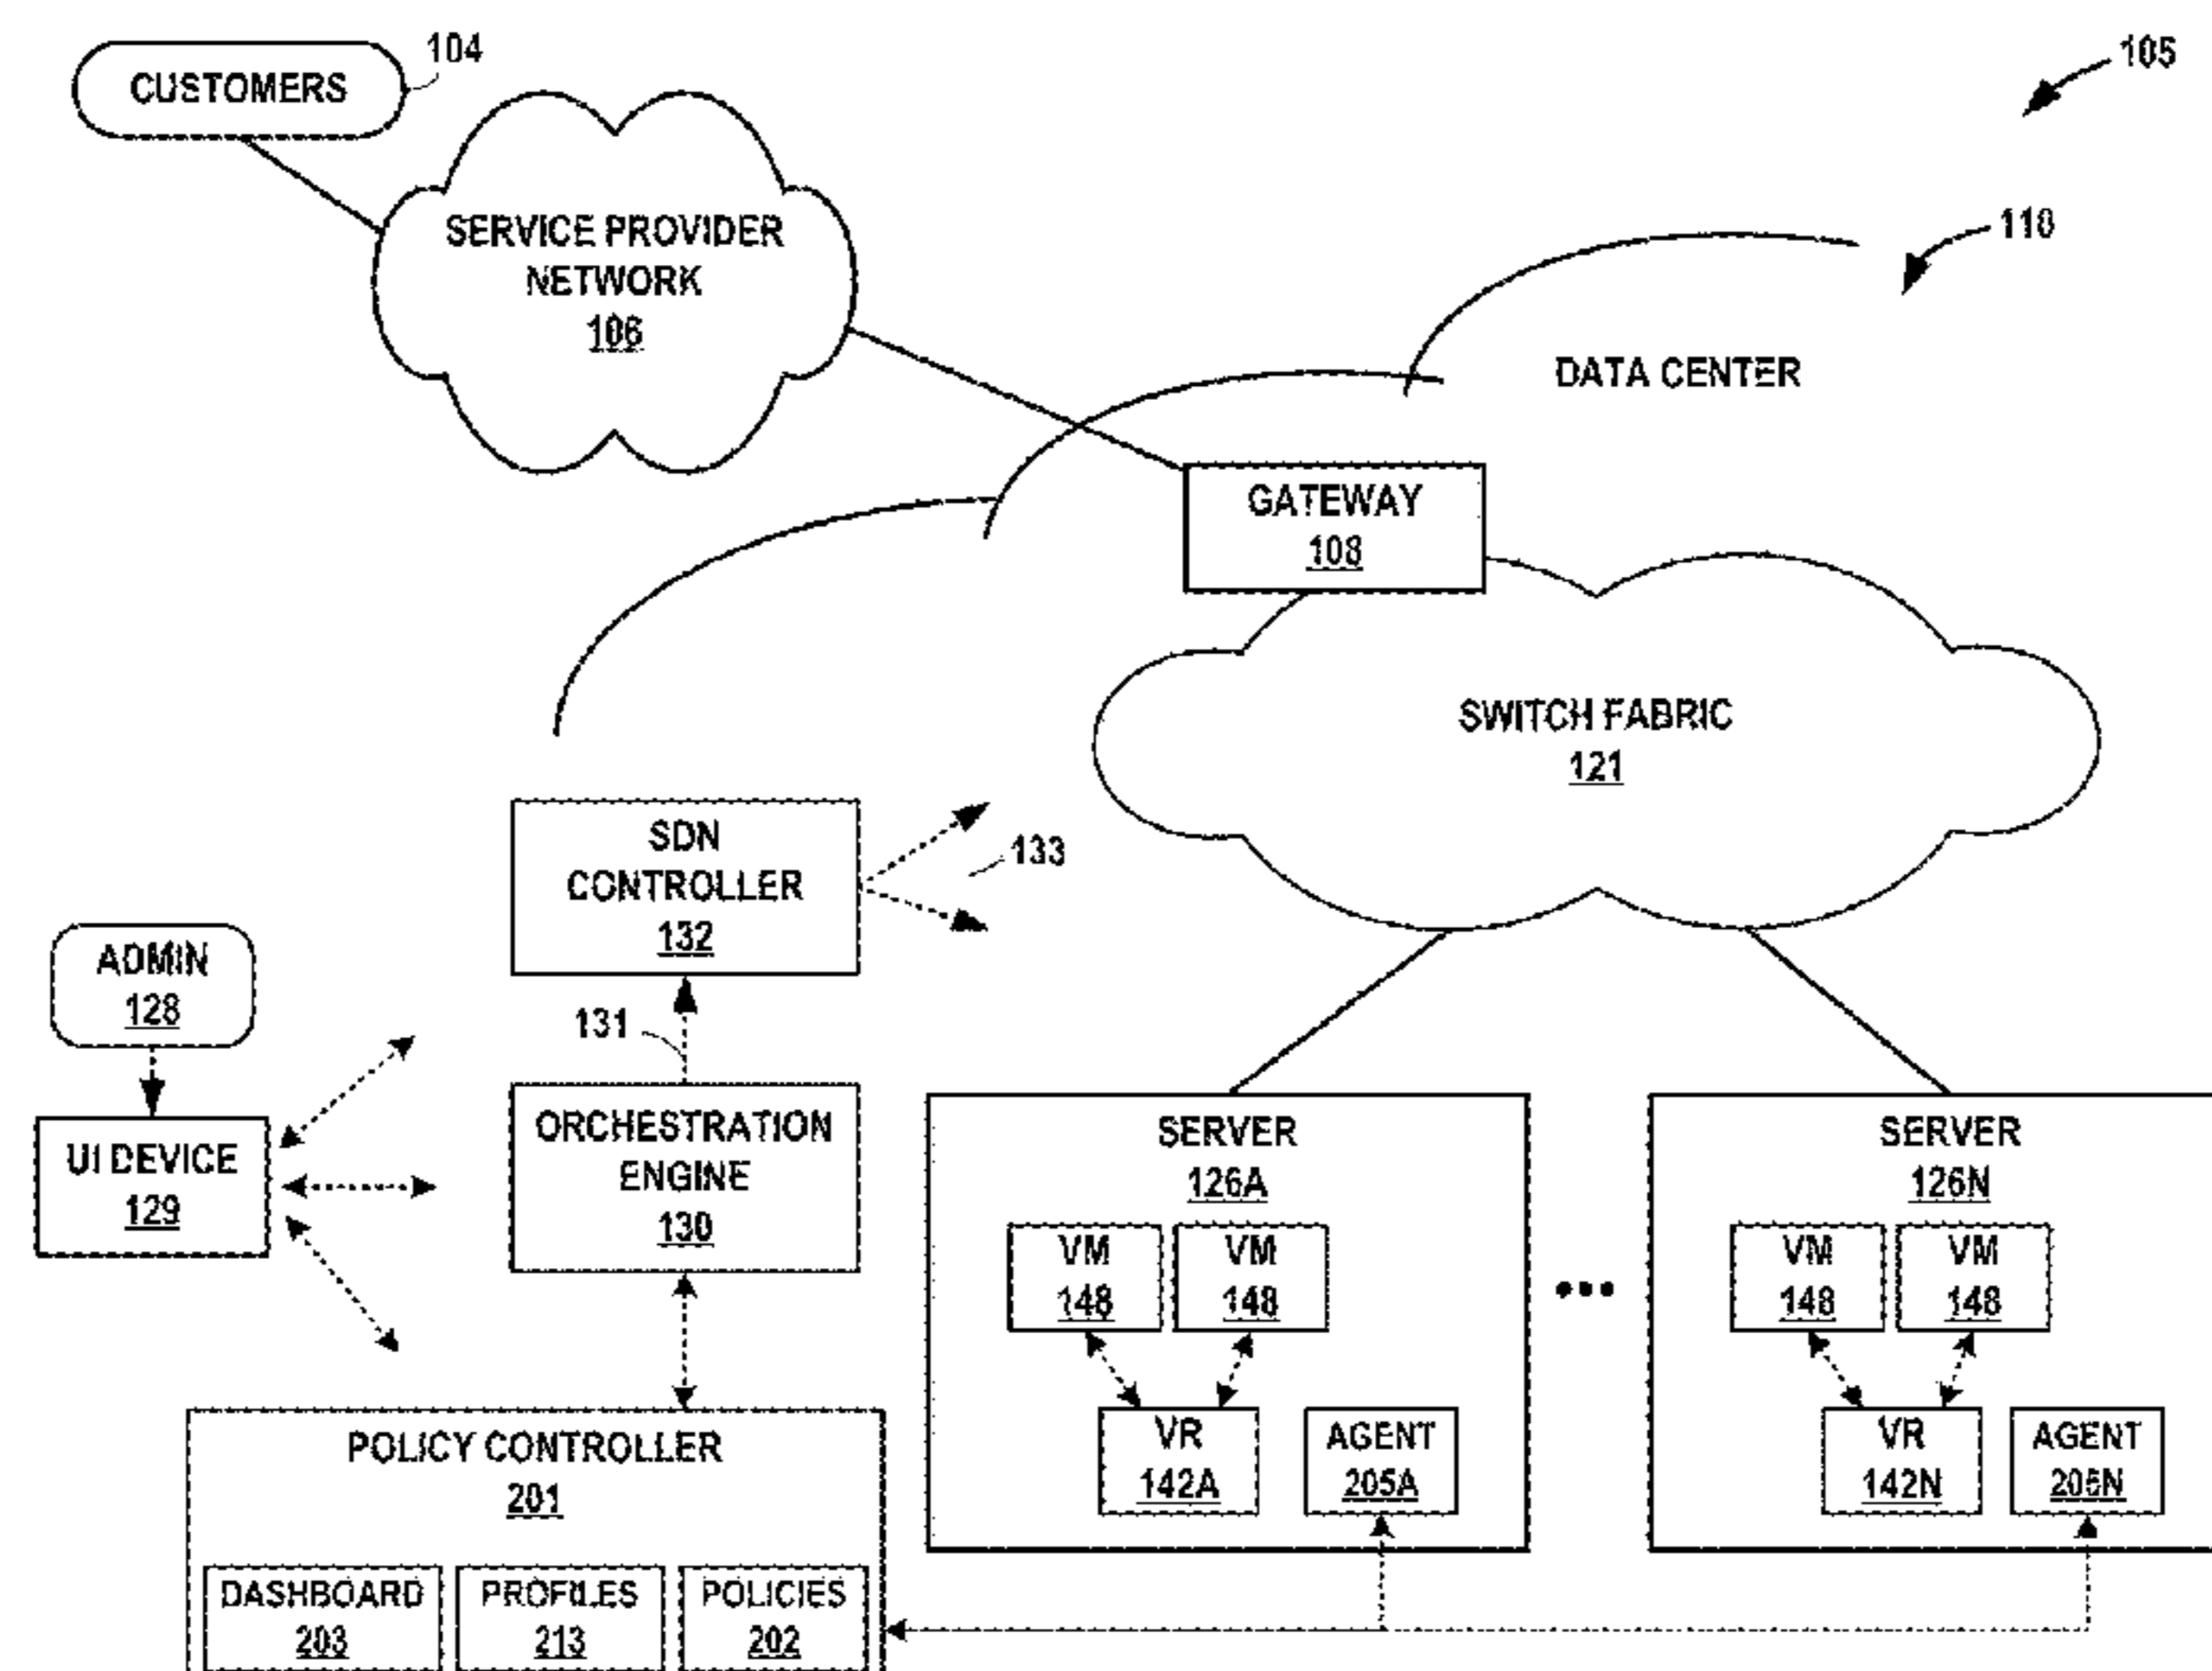 CUSTOMERS
104
105
SERVICE PROVIDER
NETWORK
106
110
DATA CENTER
GATEWAY
108
SWITCH FABRIC
121
SDN
CONTROLLER
132
133
ADMIN
128
131
UI DEVICE
129
ORCHESTRATION
ENGINE
130
SERVER
126A
VM
148
VM
148
VR
142A
AGENT
205A
SERVER
126N
VM
148
VM
148
VR
142N
AGENT
205N
POLICY CONTROLLER
201
DASHBOARD
203
PROFILES
213
POLICIES
202